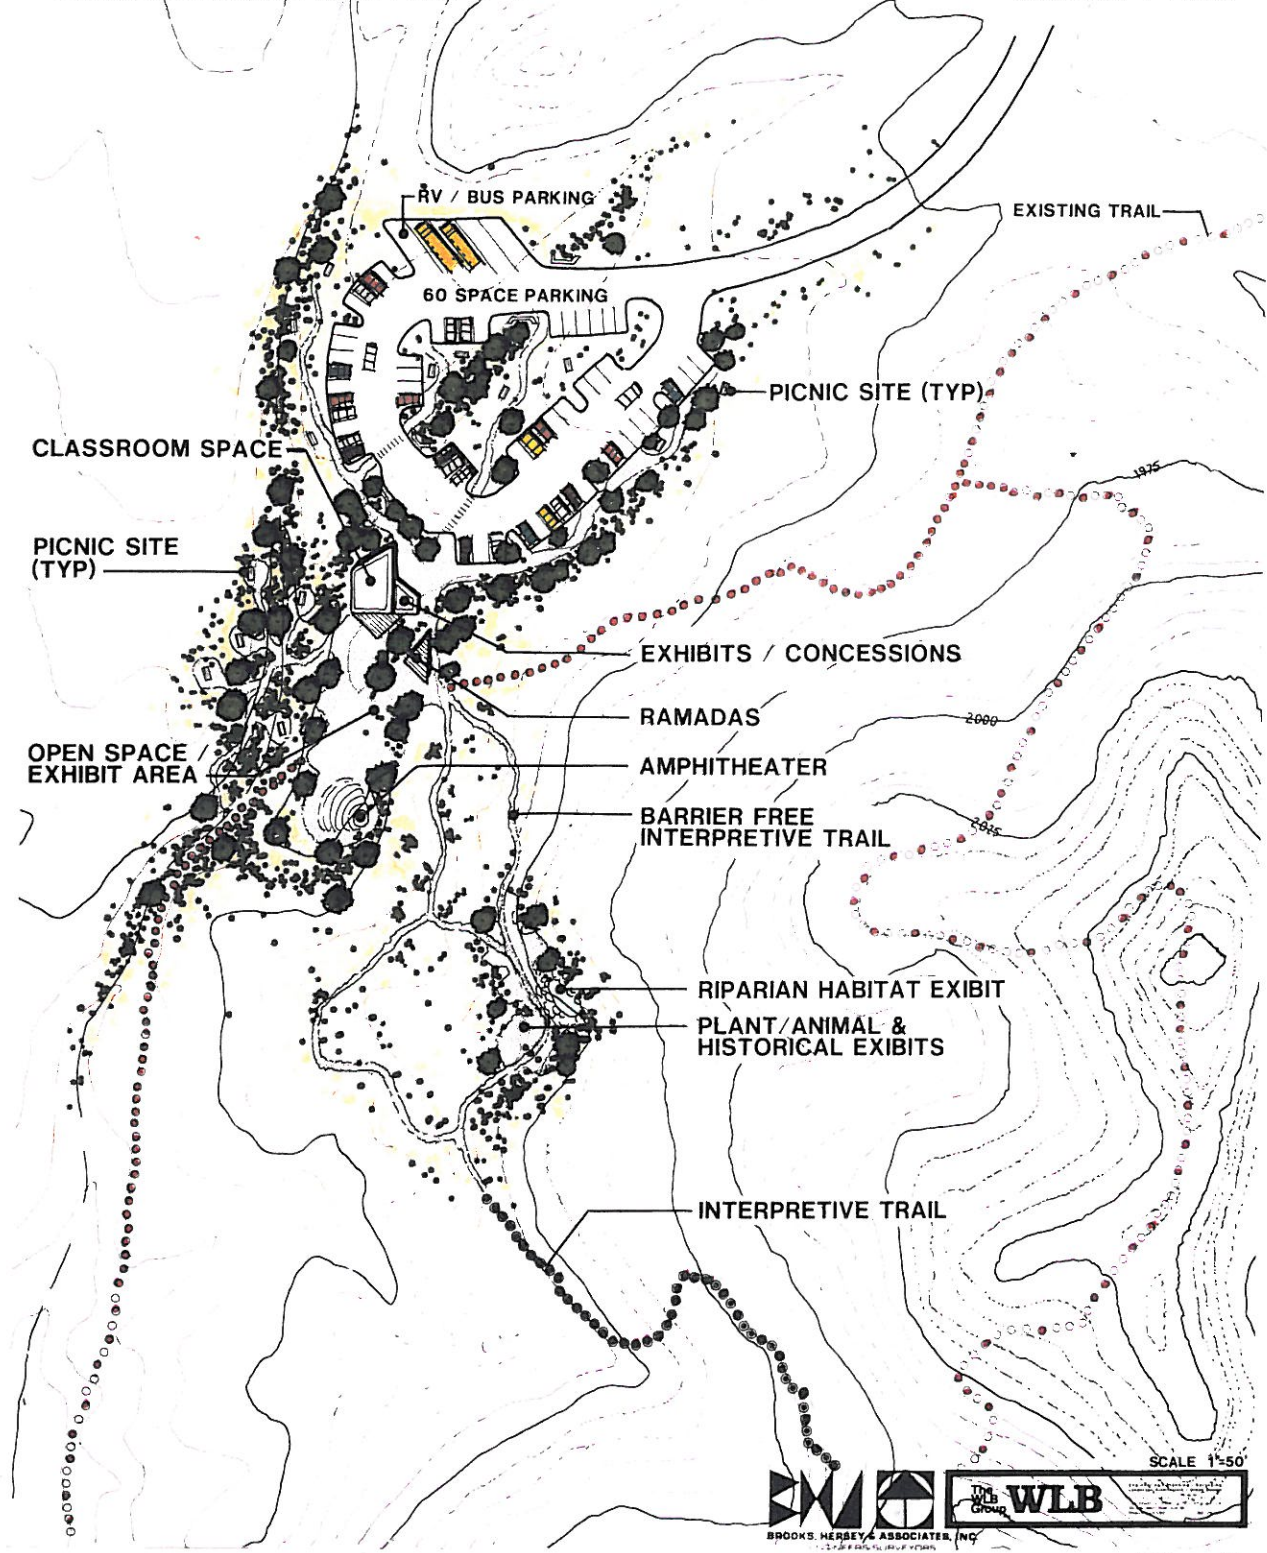 RV / BUS PARKING
EXISTING TRAIL
60 SPACE PARKING
PICNIC SITE (TYP)
CLASSROOM SPACE
1975
PICNIC SITE
(TYP)
EXHIBITS / CONCESSIONS
RAMADAS
2000
OPEN SPACE /
EXHIBIT AREA
AMPHITHEATER
BARRIER FREE
INTERPRETIVE TRAIL
2025
RIPARIAN HABITAT EXIBIT
PLANT/ANIMAL &
HISTORICAL EXIBITS
INTERPRETIVE TRAIL
SCALE 1"=50'
The
WLB
Group
WLB
BROOKS, HERSEY & ASSOCIATES, INC.